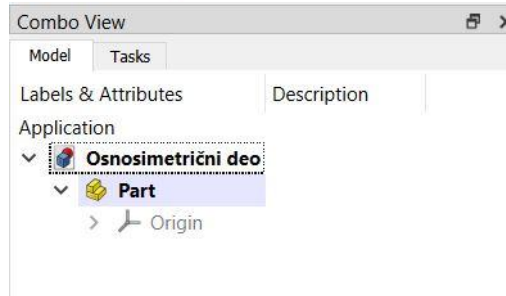 Combo View
Model Tasks
Labels & Attributes Description
Application
Osnosimetrični deo
Part
Origin